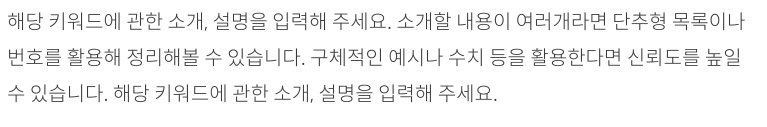 해당 키워드에 관한 소개, 설명을 입력해 주세요. 소개할 내용이 여러개라면 단추형 목록이나
번호를 활용해 정리해볼 수 있습니다. 구체적인 예시나 수치 등을 활용한다면 신뢰도를 높일
수 있습니다. 해당 키워드에 관한 소개, 설명을 입력해 주세요.